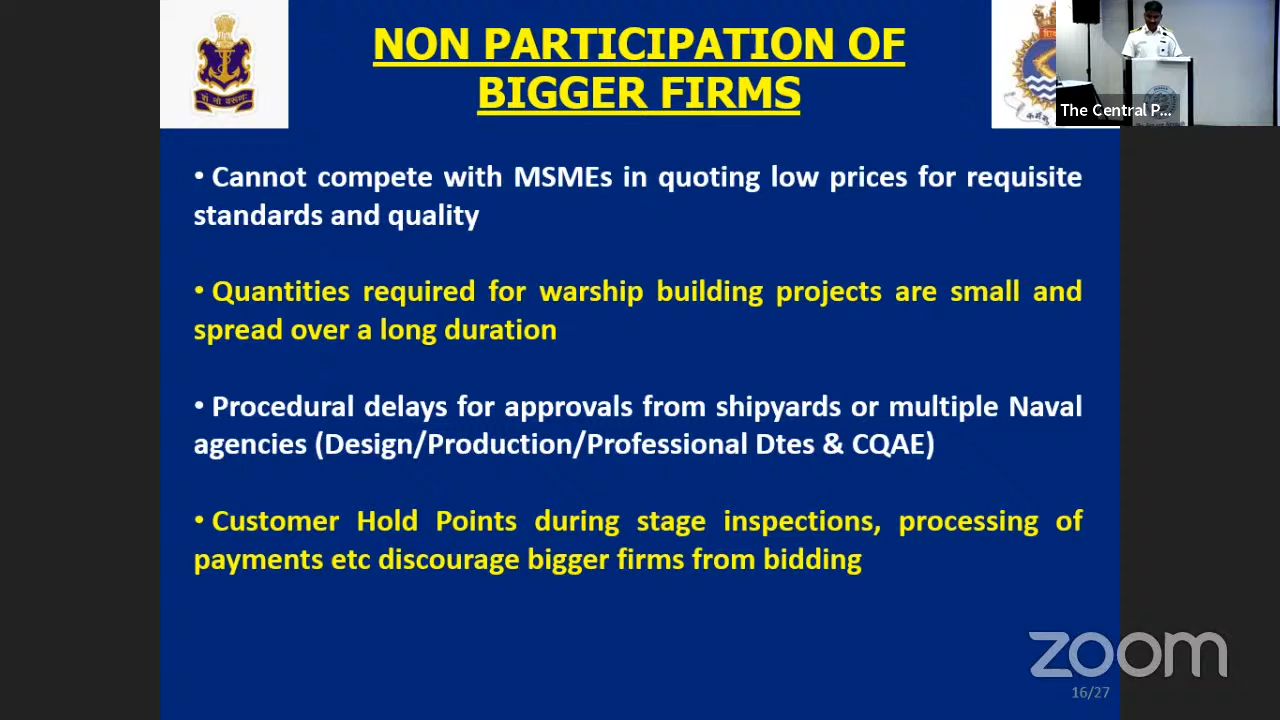 NON PARTICIPATION OF
BIGGER FIRMS
The Central P...
• Cannot compete with MSMEs in quoting low prices for requisite
standards and quality
• Quantities required for warship building projects are small and
spread over a long duration
• Procedural delays for approvals from shipyards or multiple Naval
agencies (Design/Production/Professional Dtes & CQAE)
• Customer Hold Points during stage inspections, processing of
payments etc discourage bigger firms from bidding
zoom
16/27